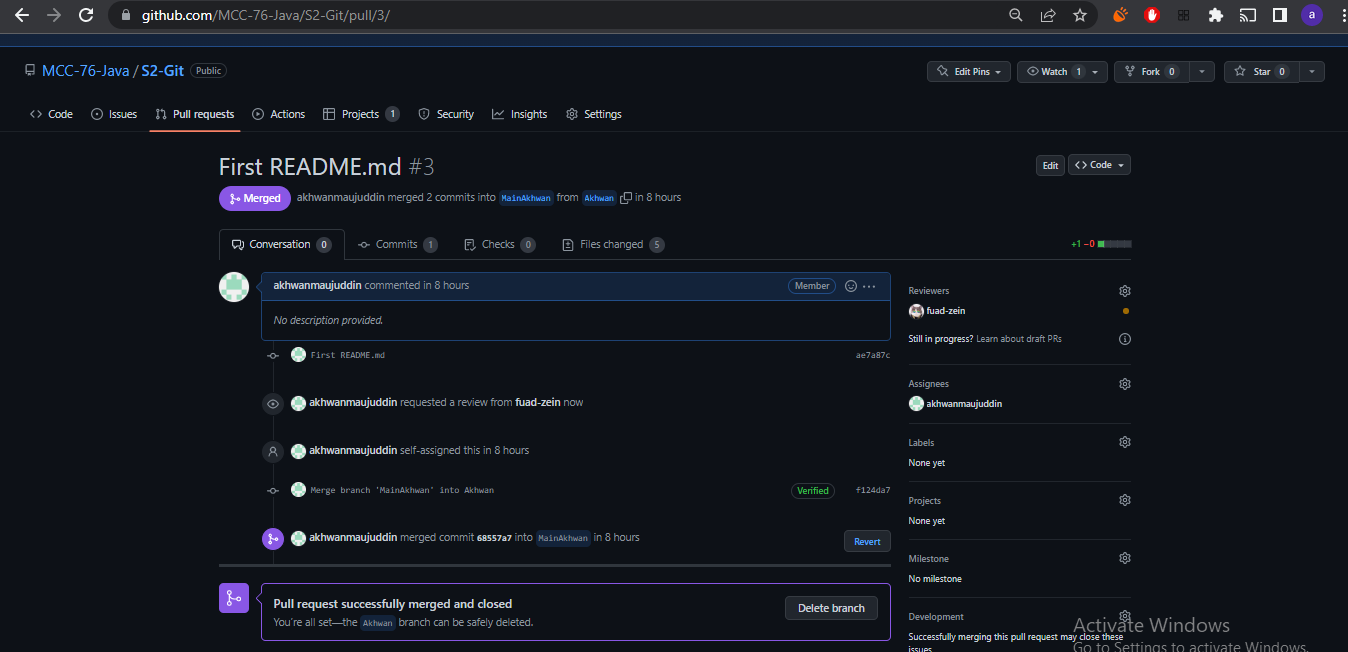 github.com/MCC-76-Java/S2-Git/pull/3/
a
MCC-76-Java / S2-Git Public
Edit Pins Watch 1 Fork 0 Star 0
Code Issues Pull requests Actions Projects 1 Security Insights Settings
First README.md #3
Edit <> Code
Merged akhwanmaujuddin merged 2 commits into MainAkhwan from Akhwan in 8 hours
Conversation 0 Commits 1 Checks 0 Files changed 5
+1 −0
akhwanmaujuddin commented in 8 hours Member ...
No description provided.
First README.md ae7a87c
akhwanmaujuddin requested a review from fuad-zein now
akhwanmaujuddin self-assigned this in 8 hours
Merge branch 'MainAkhwan' into Akhwan Verified f124da7
akhwanmaujuddin merged commit 68557a7 into MainAkhwan in 8 hours
Revert
Pull request successfully merged and closed
You're all set—the Akhwan branch can be safely deleted.
Delete branch
Reviewers
fuad-zein
Still in progress? Learn about draft PRs
Assignees
akhwanmaujuddin
Labels
None yet
Projects
None yet
Milestone
No milestone
Development
Successfully merging this pull request may close these
issues.
Activate Windows
Go to Settings to activate Windows.